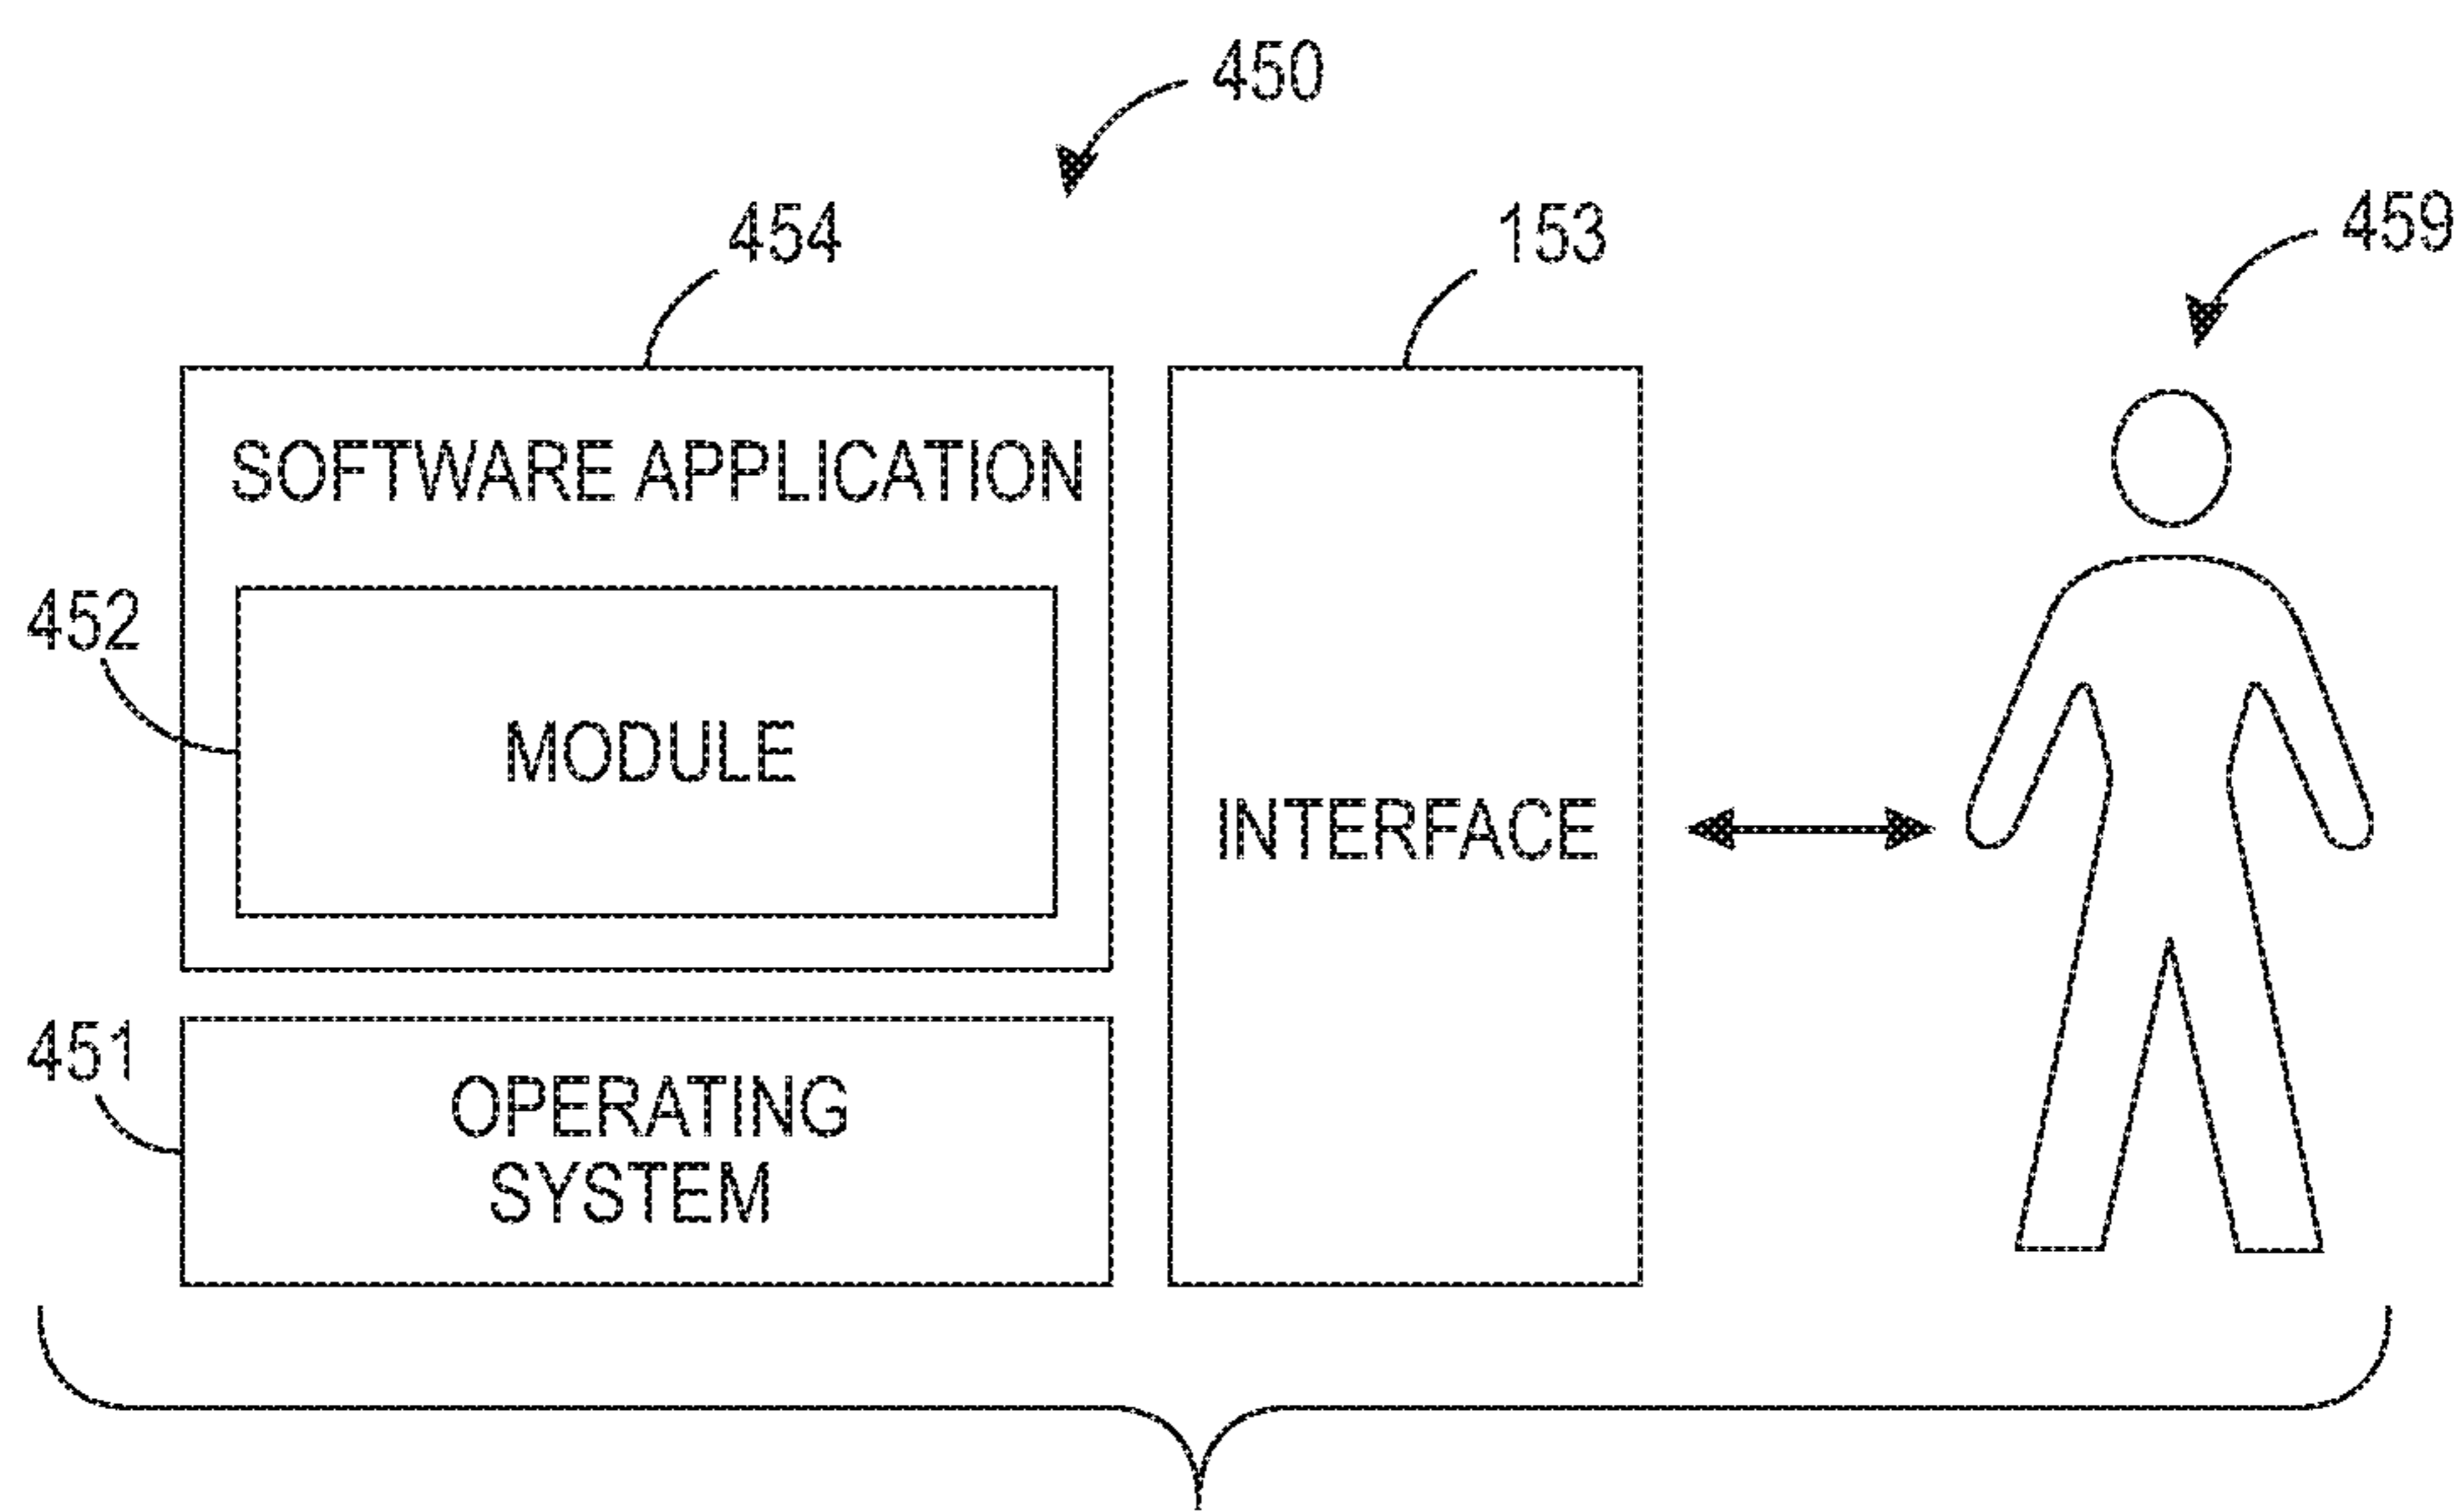 450
454
153
459
SOFTWARE APPLICATION
452
MODULE
INTERFACE
451
OPERATING
SYSTEM